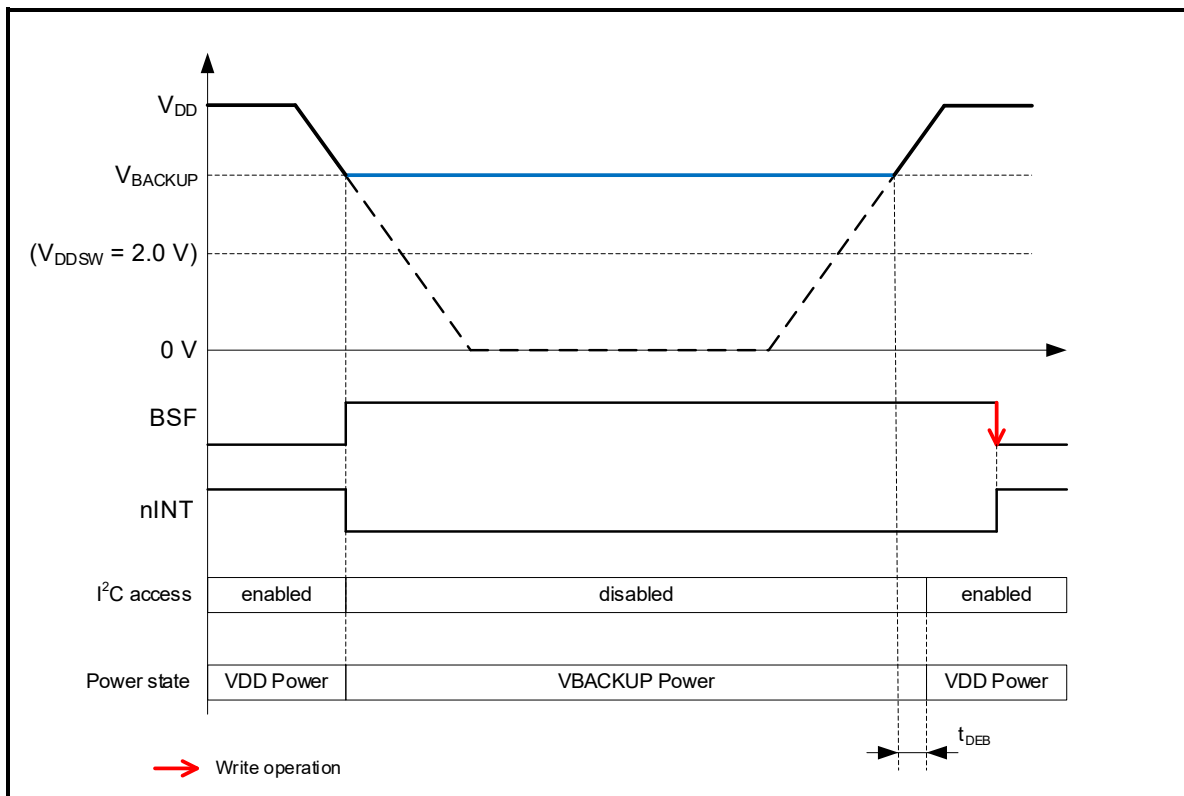 VDD
VBACKUP
(VDDSW = 2.0 V)
0 V
BSF
nINT
I²C access enabled disabled enabled
Power state VDD Power VBACKUP Power VDD Power
tDEB
Write operation